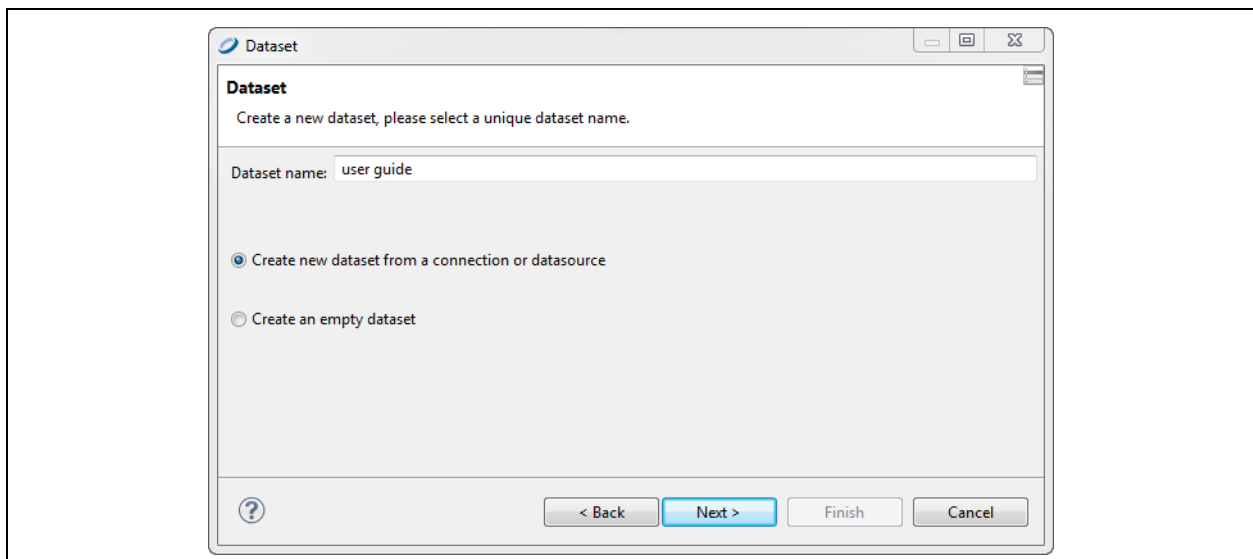 Dataset
Dataset
Create a new dataset, please select a unique dataset name.
Dataset name: user guide
Create new dataset from a connection or datasource
Create an empty dataset
? < Back Next > Finish Cancel